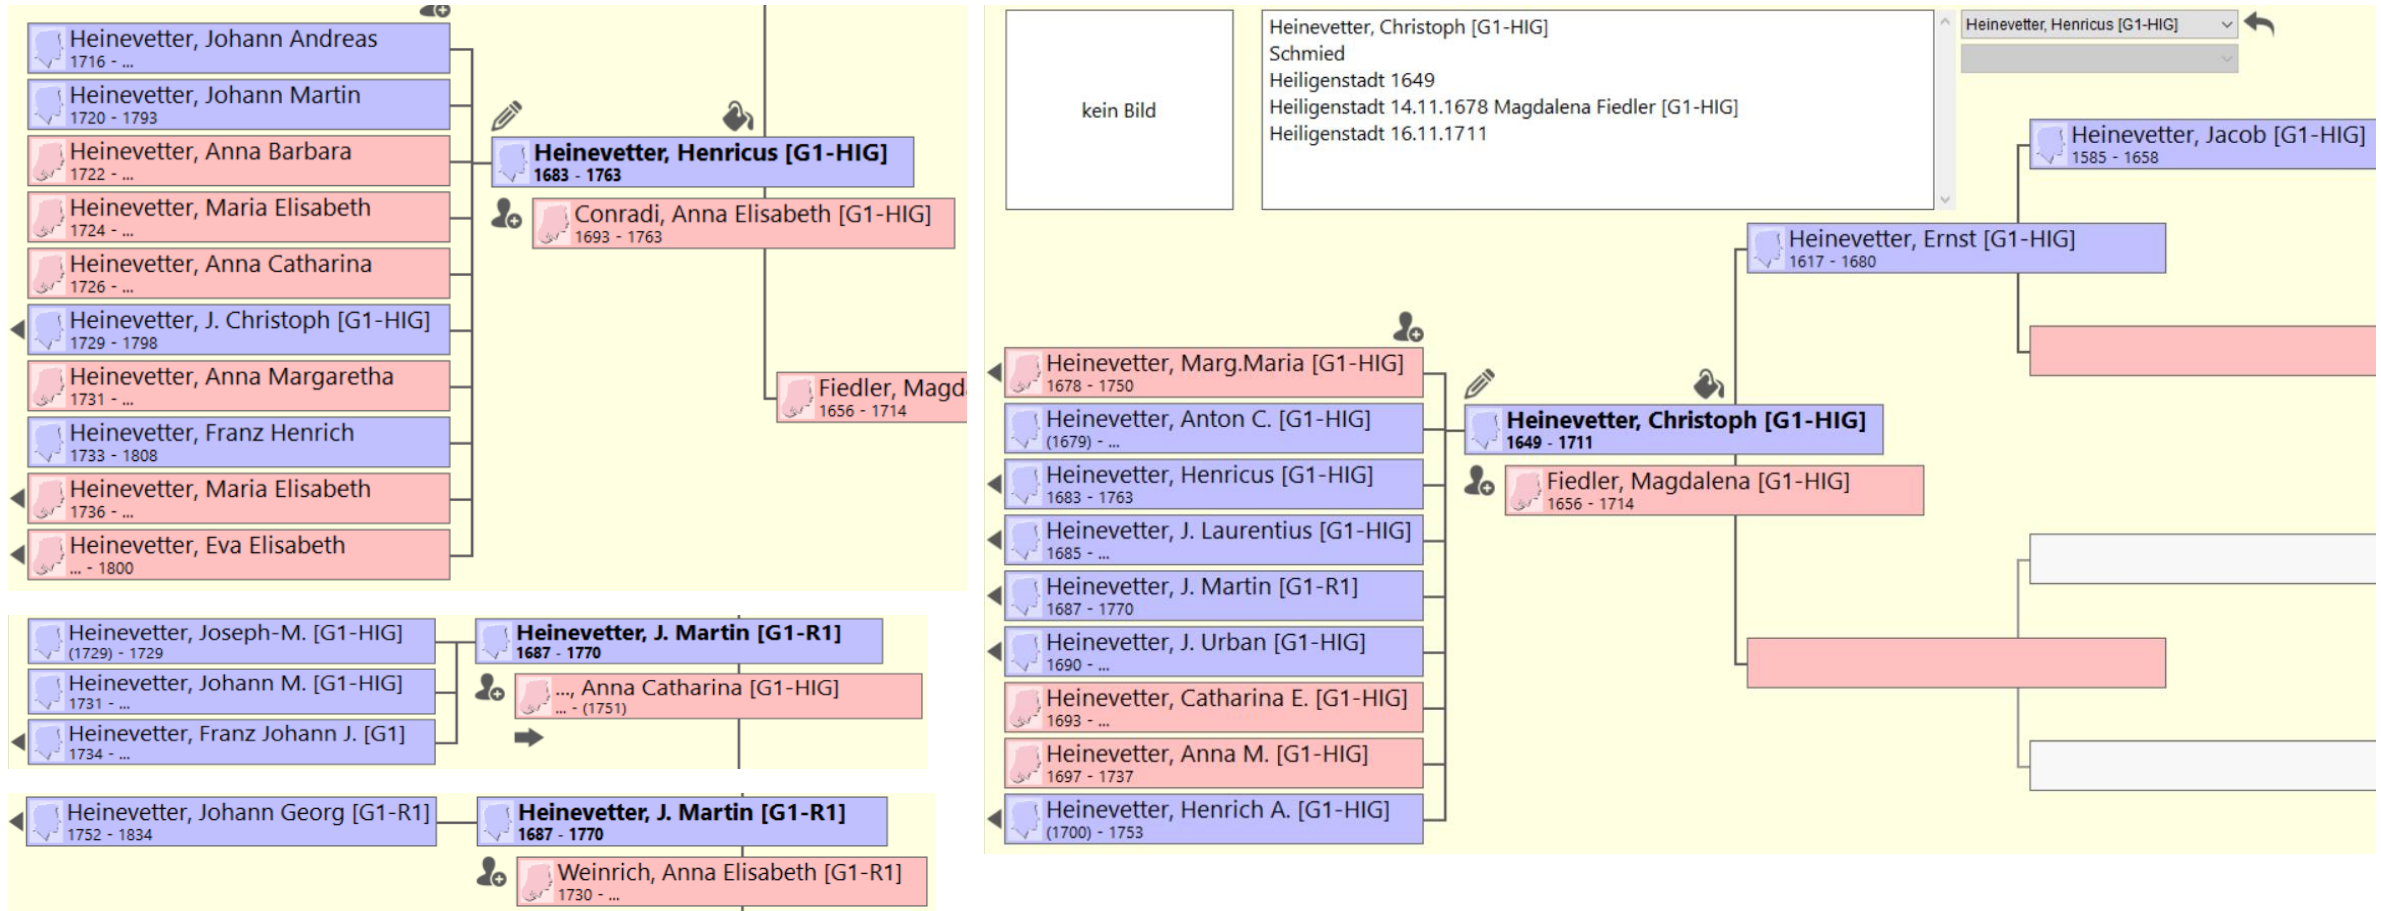 Heinevetter, Johann Andreas
1716 - ...
Heinevetter, Johann Martin
1720 - 1793
Heinevetter, Anna Barbara
1722 - ...
Heinevetter, Maria Elisabeth
1724 - ...
Heinevetter, Anna Catharina
1726 - ...
Heinevetter, J. Christoph [G1-HIG]
1729 - 1798
Heinevetter, Anna Margaretha
1731 - ...
Heinevetter, Franz Henrich
1733 - 1808
Heinevetter, Maria Elisabeth
1736 - ...
Heinevetter, Eva Elisabeth
... - 1800
Heinevetter, Henricus [G1-HIG]
1683 - 1763
Conradi, Anna Elisabeth [G1-HIG]
1693 - 1763
Fiedler, Magda
1656 - 1714
Heinevetter, Joseph-M. [G1-HIG]
(1729) - 1729
Heinevetter, Johann M. [G1-HIG]
1731 - ...
Heinevetter, Franz Johann J. [G1]
1734 - ...
Heinevetter, J. Martin [G1-R1]
1687 - 1770
..., Anna Catharina [G1-HIG]
... - (1751)
Heinevetter, Johann Georg [G1-R1]
1752 - 1834
Heinevetter, J. Martin [G1-R1]
1687 - 1770
Weinrich, Anna Elisabeth [G1-R1]
1730 - ...
kein Bild
Heinevetter, Christoph [G1-HIG]
Schmied
Heiligenstadt 1649
Heiligenstadt 14.11.1678 Magdalena Fiedler [G1-HIG]
Heiligenstadt 16.11.1711
Heinevetter, Henricus [G1-HIG]
Heinevetter, Jacob [G1-HIG]
1585 - 1658
Heinevetter, Ernst [G1-HIG]
1617 - 1680
Heinevetter, Marg.Maria [G1-HIG]
1678 - 1750
Heinevetter, Anton C. [G1-HIG]
(1679) - ...
Heinevetter, Henricus [G1-HIG]
1683 - 1763
Heinevetter, J. Laurentius [G1-HIG]
1685 - ...
Heinevetter, J. Martin [G1-R1]
1687 - 1770
Heinevetter, J. Urban [G1-HIG]
1690 - ...
Heinevetter, Catharina E. [G1-HIG]
1693 - ...
Heinevetter, Anna M. [G1-HIG]
1697 - 1737
Heinevetter, Henrich A. [G1-HIG]
(1700) - 1753
Heinevetter, Christoph [G1-HIG]
1649 - 1711
Fiedler, Magdalena [G1-HIG]
1656 - 1714